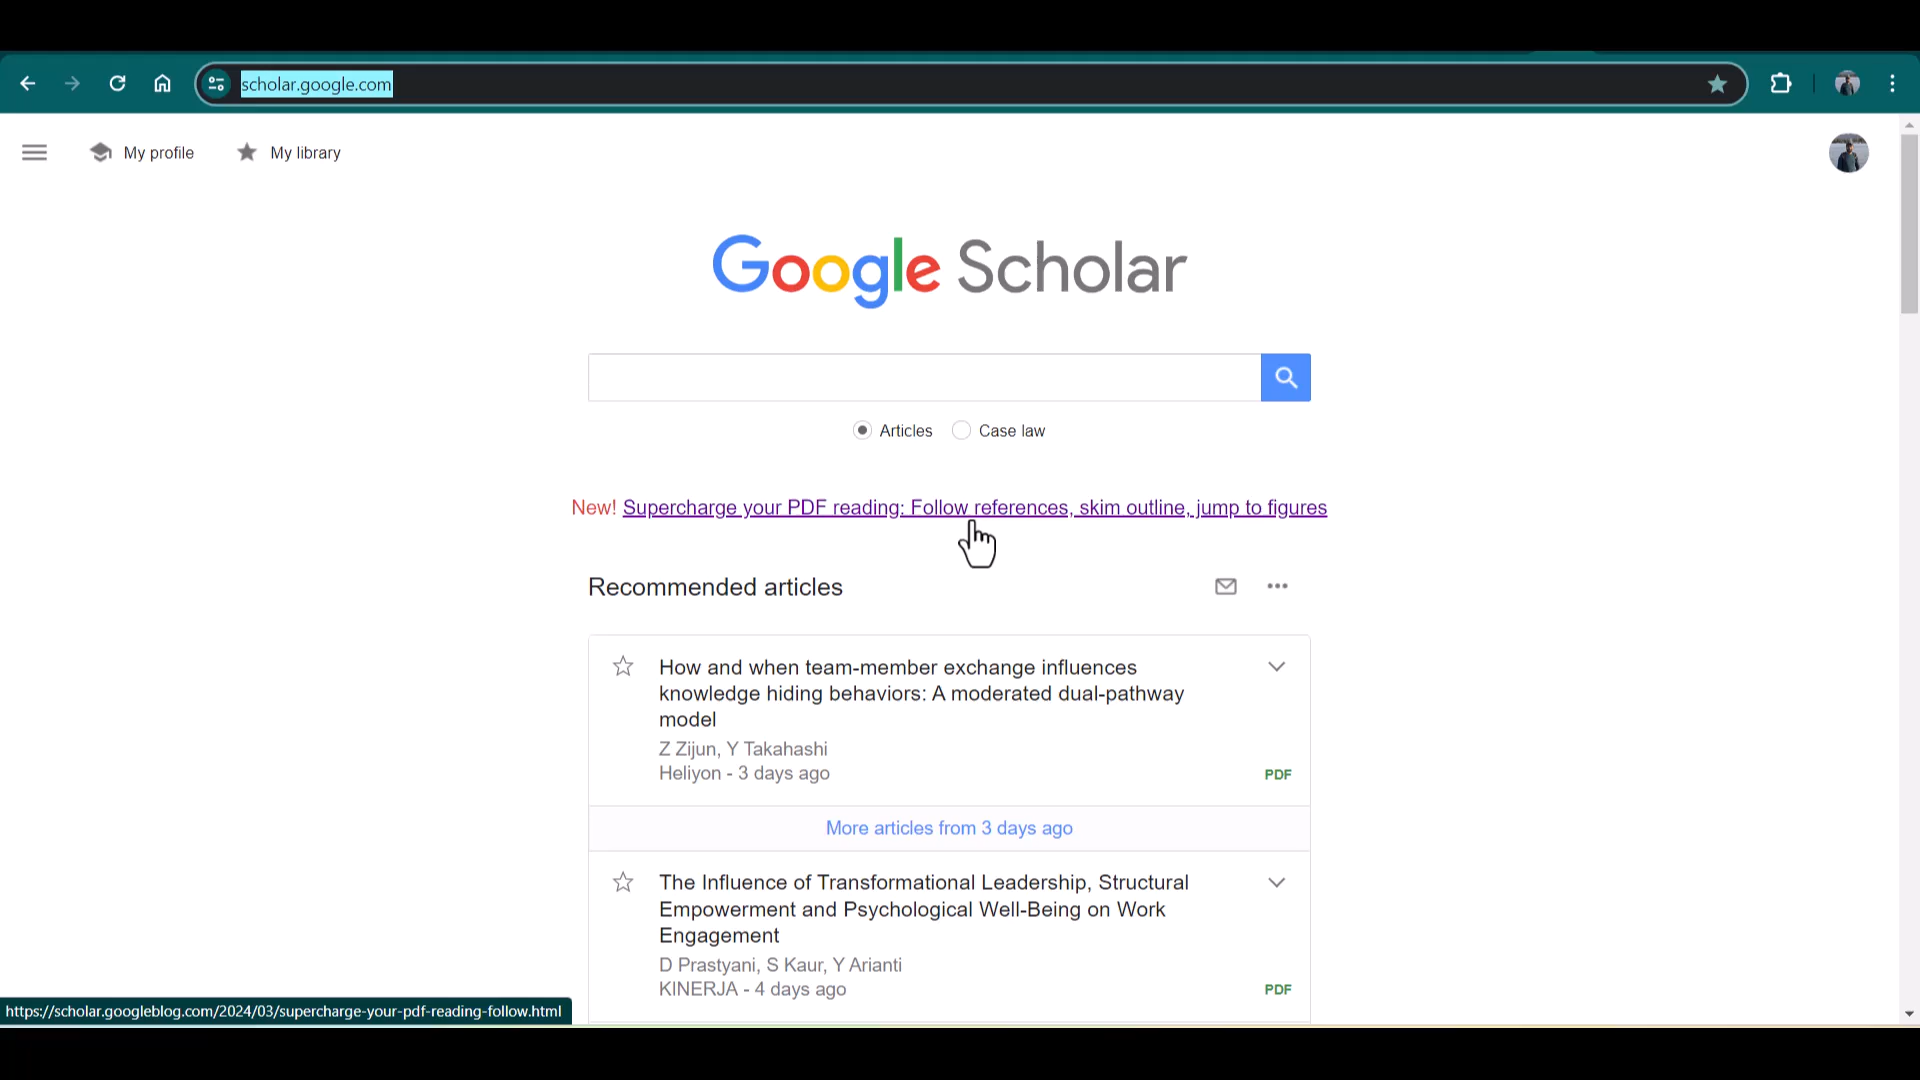 scholar.google.com
My profile
My library
Google Scholar
Articles
Case law
New! Supercharge your PDF reading: Follow references, skim outline, jump to figures
Recommended articles
How and when team-member exchange influences
knowledge hiding behaviors: A moderated dual-pathway
model
Z Zijun, Y Takahashi
Heliyon - 3 days ago
PDF
More articles from 3 days ago
The Influence of Transformational Leadership, Structural
Empowerment and Psychological Well-Being on Work
Engagement
D Prastyani, S Kaur, Y Arianti
KINERJA - 4 days ago
PDF
https://scholar.googleblog.com/2024/03/supercharge-your-pdf-reading-follow.html